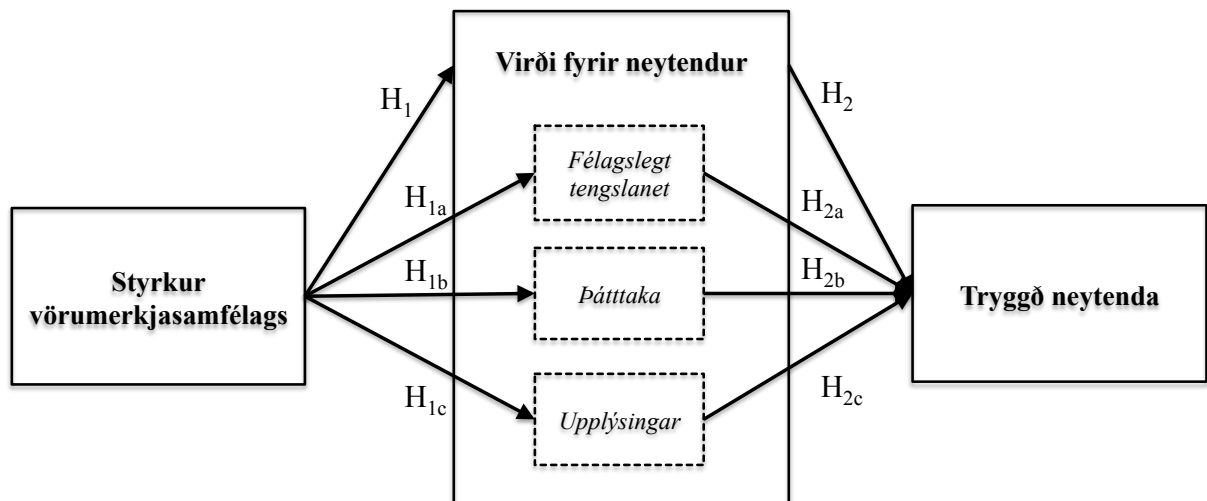 Virði fyrir neytendur
H₁
H₂
Félagslegt
tengslanet
H₁ₐ
H₂ₐ
Styrkur
vörumerkjasamfélags
H₁b
Þátttaka
H₂b
Tryggð neytenda
H₁c
Upplýsingar
H₂c